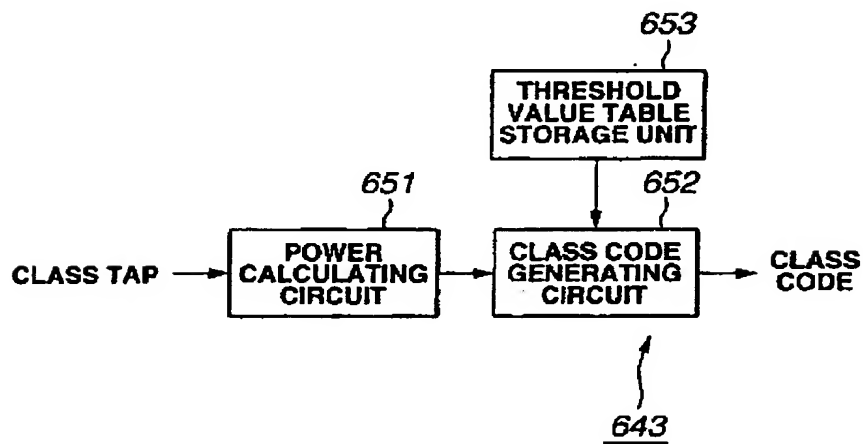 653
THRESHOLD
VALUE TABLE
STORAGE UNIT
651
652
CLASS TAP
POWER
CALCULATING
CIRCUIT
CLASS CODE
GENERATING
CIRCUIT
CLASS
CODE
643